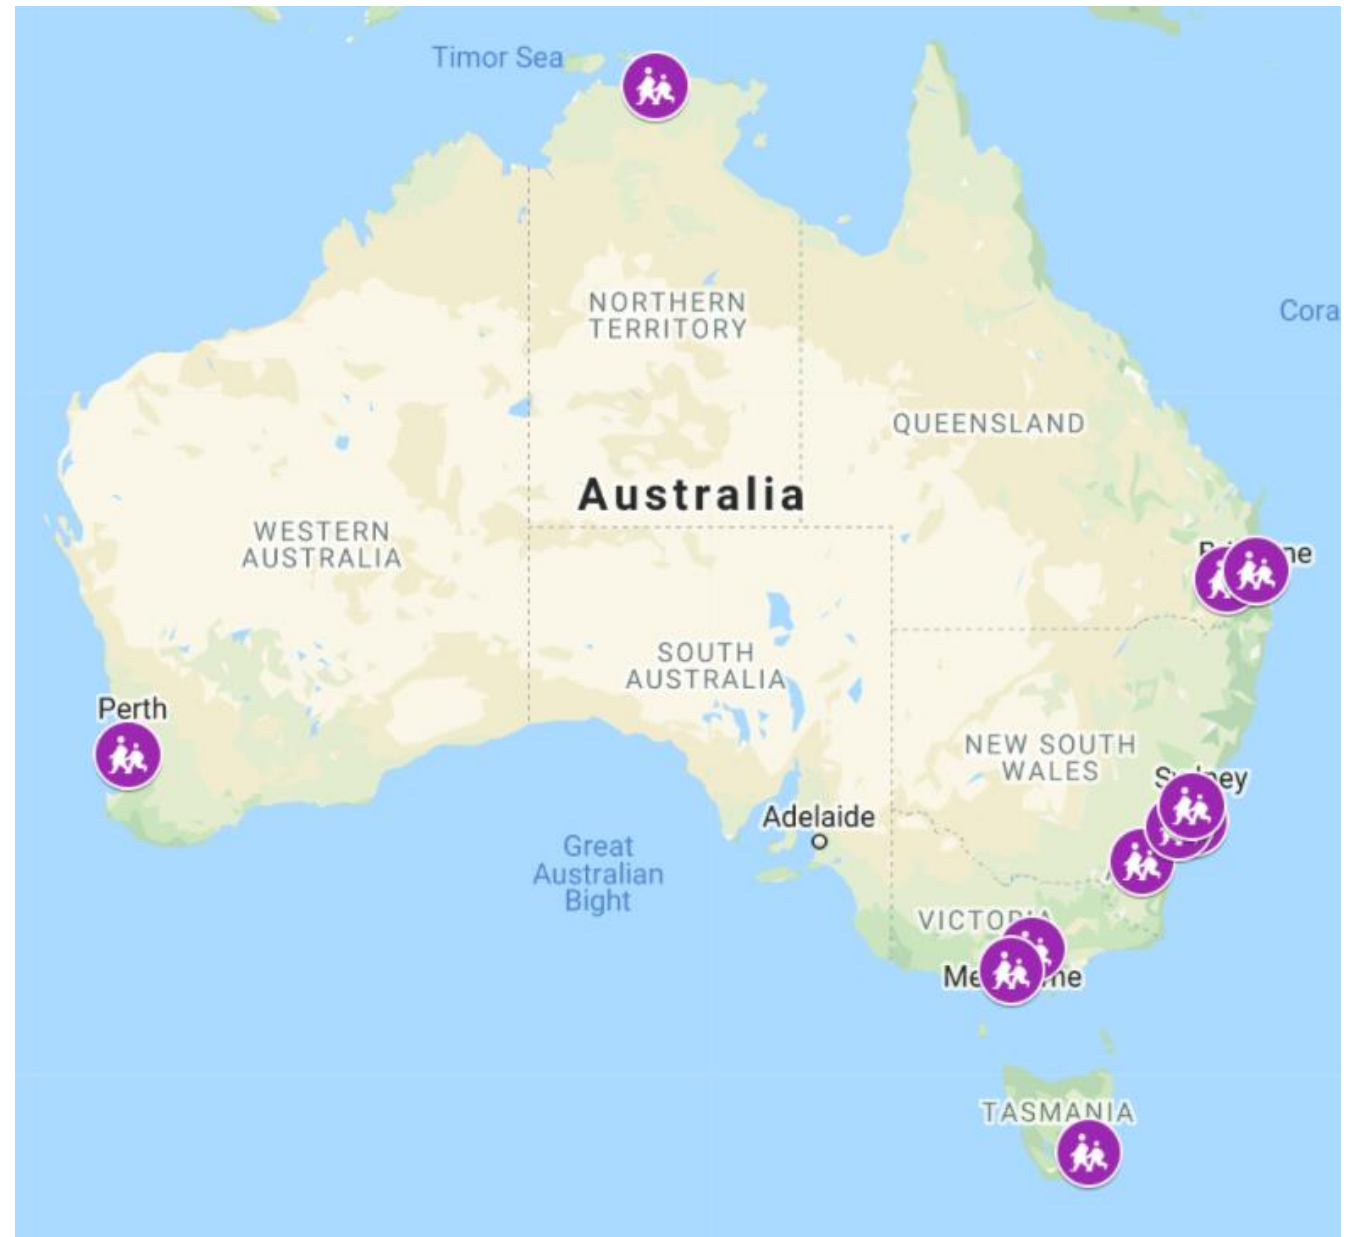 Timor Sea
NORTHERN
TERRITORY
Cora
QUEENSLAND
Australia
WESTERN
AUSTRALIA
SOUTH
AUSTRALIA
Perth
NEW SOUTH
WALES
Adelaide
Great
Australian
Bight
VICTORIA
TASMANIA